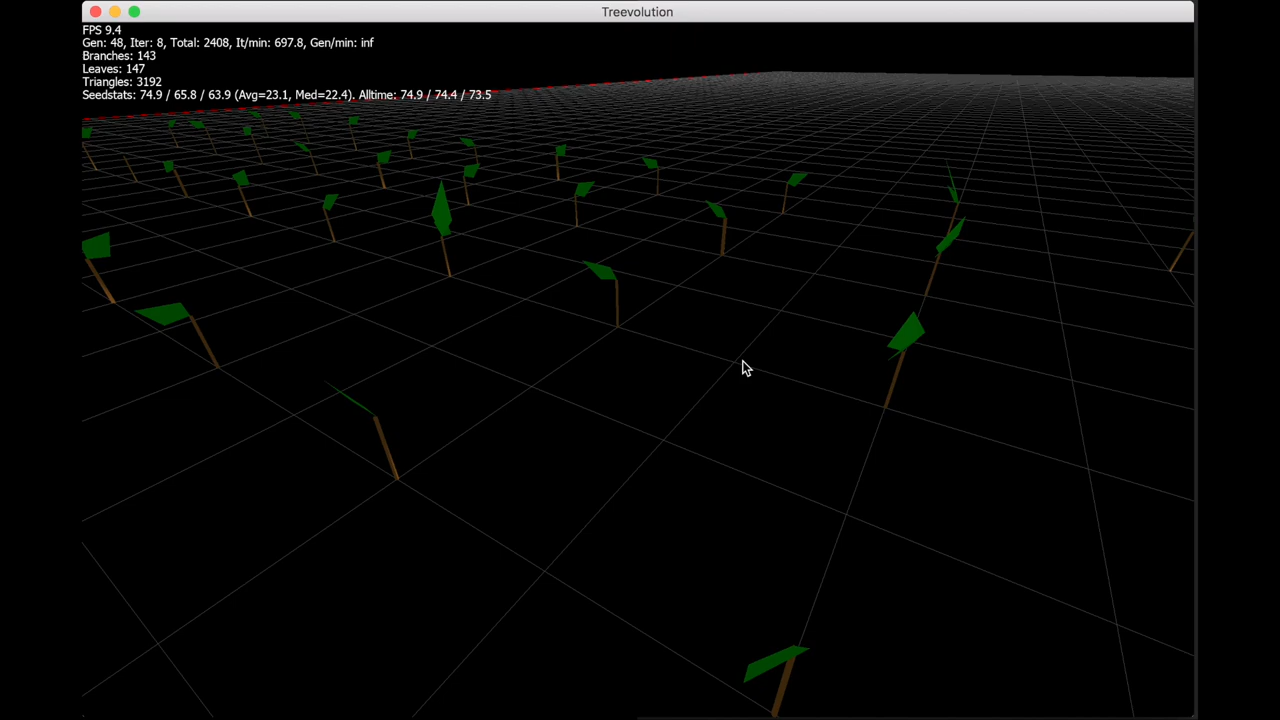 Treevolution
FPS 9.4
Gen: 48, Iter: 8, Total: 2408, It/min: 697.8, Gen/min: inf
Branches: 143
Leaves: 147
Triangles: 3192
Seedstats: 74.9 / 65.8 / 63.9 (Avg=23.1, Med=22.4). Alltime: 74.9 / 74.4 / 73.5